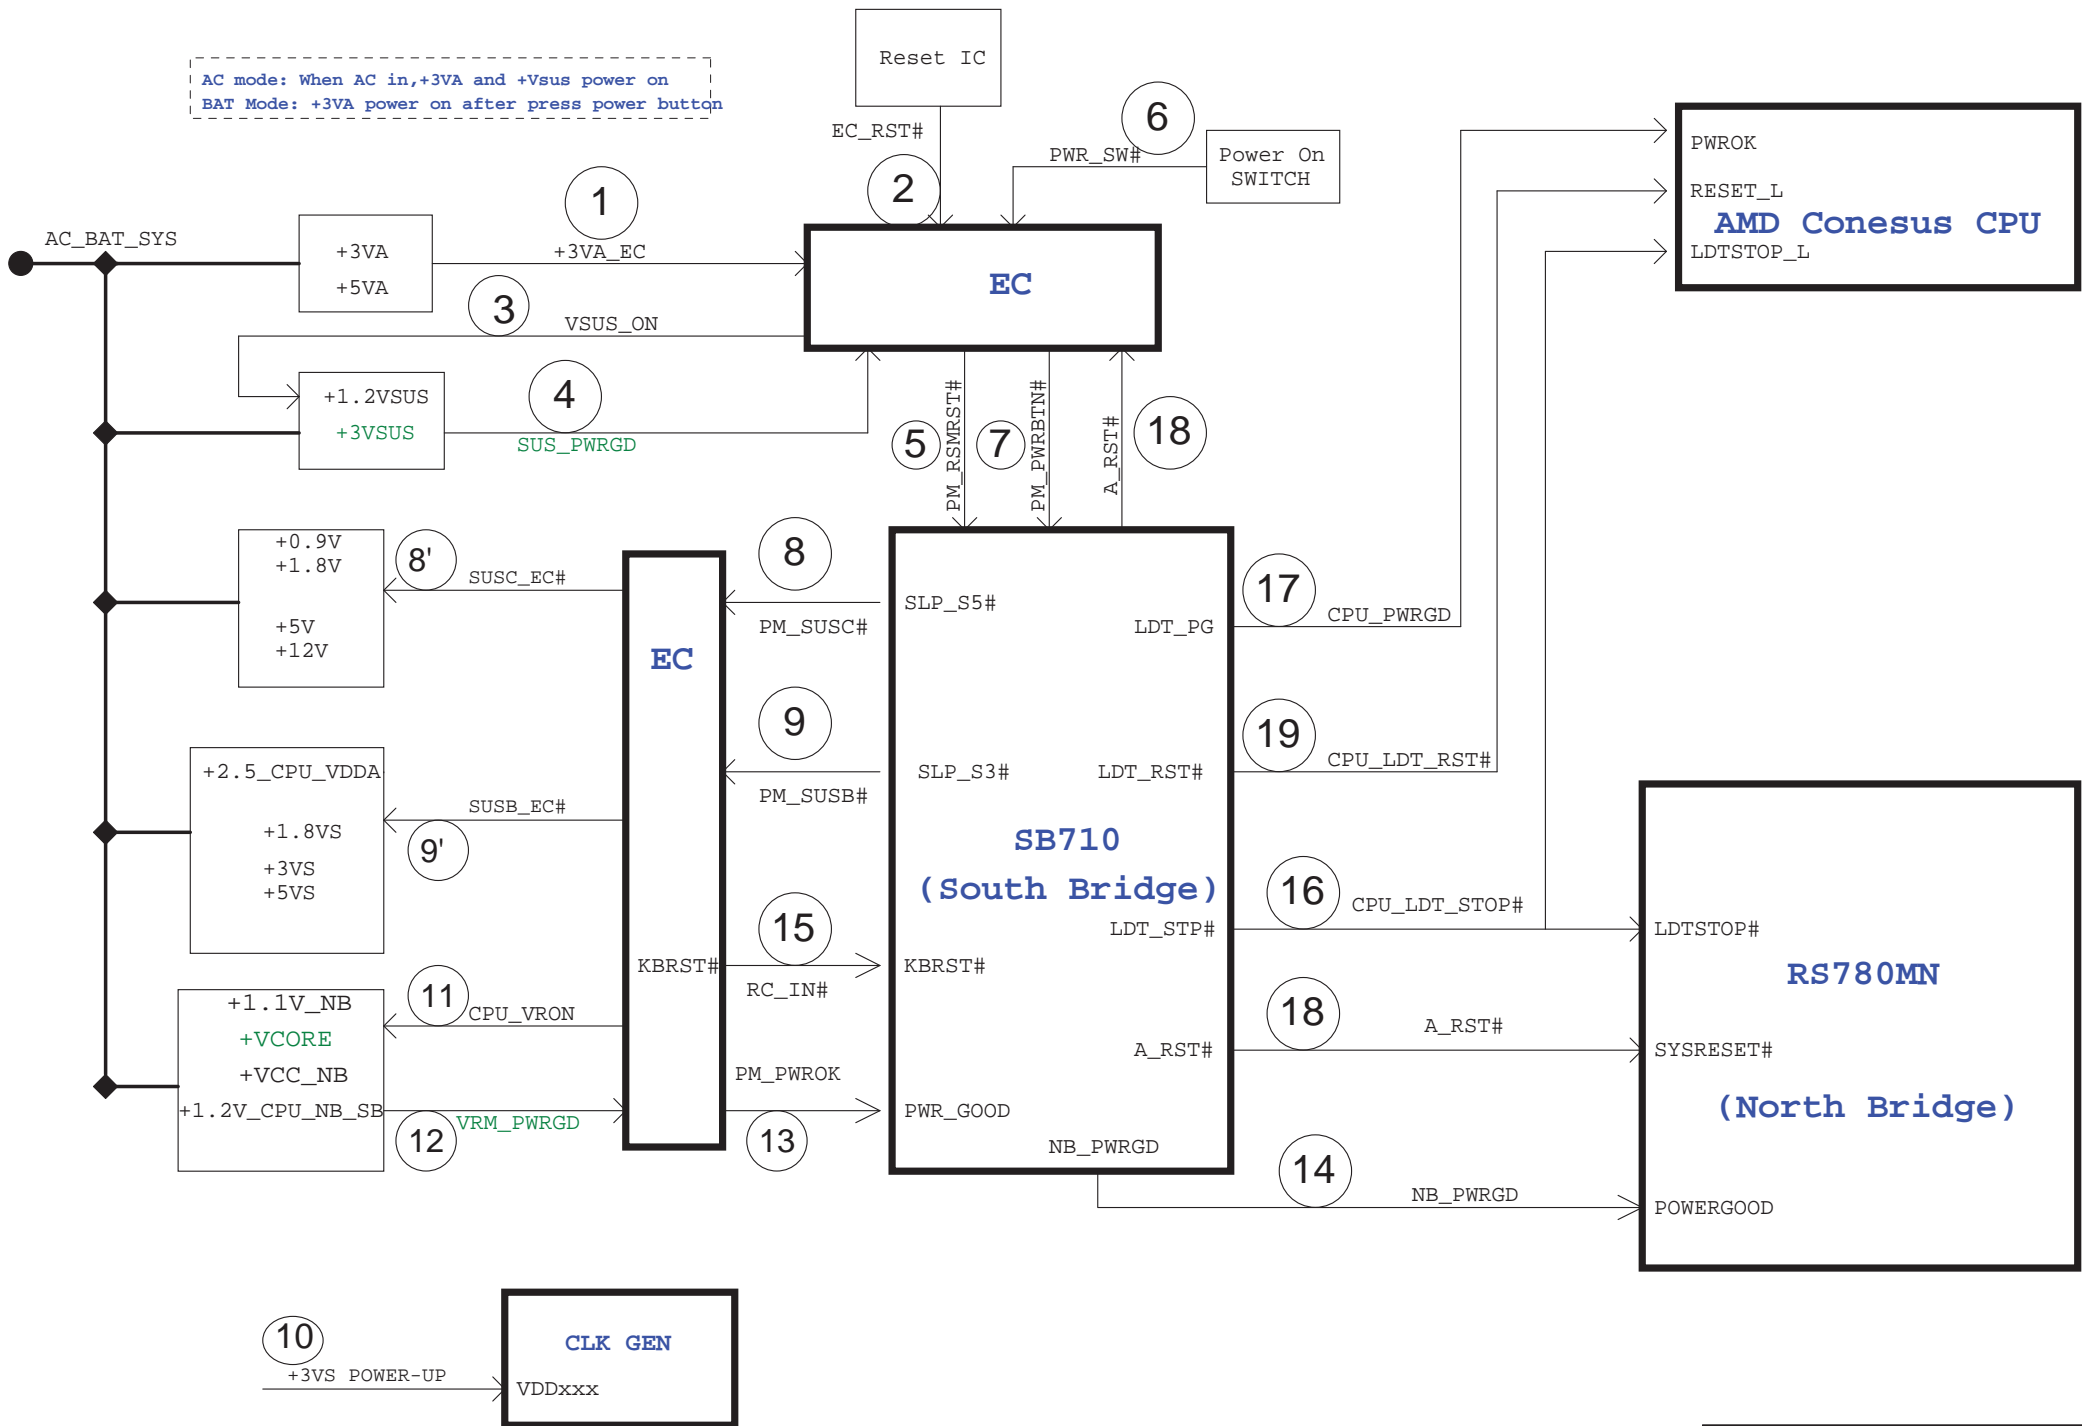 Reset IC
AC mode: When AC in,+3VA and +Vsus power on
BAT Mode: +3VA power on after press power button
EC_RST#
6
PWR_SW#
Power On
SWITCH
2
1
AC_BAT_SYS
+3VA
+5VA
+3VA_EC
EC
PWROK
RESET_L
AMD Conesus CPU
LDTSTOP_L
3
VSUS_ON
+1.2VSUS
+3VSUS
4
SUS_PWRGD
5
PM_RSMRST#
7
PM_PWRBTN#
A_RST#
18
+0.9V
+1.8V
+5V
+12V
8'
SUSC_EC#
EC
8
PM_SUSC#
SLP_S5#
LDT_PG
17
CPU_PWRGD
9
PM_SUSB#
SLP_S3#
LDT_RST#
19
CPU_LDT_RST#
+2.5_CPU_VDDA
+1.8VS
+3VS
+5VS
SUSB_EC#
9'
SB710
(South Bridge)
16
CPU_LDT_STOP#
LDT_STP#
LDTSTOP#
15
KBRST#
RC_IN#
KBRST#
RS780MN
+1.1V_NB
+VCORE
+VCC_NB
+1.2V_CPU_NB_SB
11
CPU_VRON
18
A_RST#
A_RST#
SYSRESET#
12
VRM_PWRGD
PM_PWROK
13
PWR_GOOD
NB_PWRGD
(North Bridge)
14
NB_PWRGD
POWERGOOD
10
+3VS POWER-UP
CLK GEN
VDDxxx